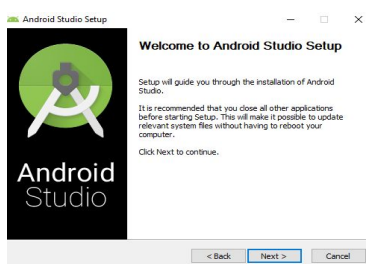 Android Studio Setup
Welcome to Android Studio Setup
Setup will guide you through the installation of Android
Studio.
It is recommended that you close all other applications
before starting Setup. This will make it possible to update
relevant system files without having to reboot your
computer.
Click Next to continue.
Android
Studio
< Back
Next >
Cancel